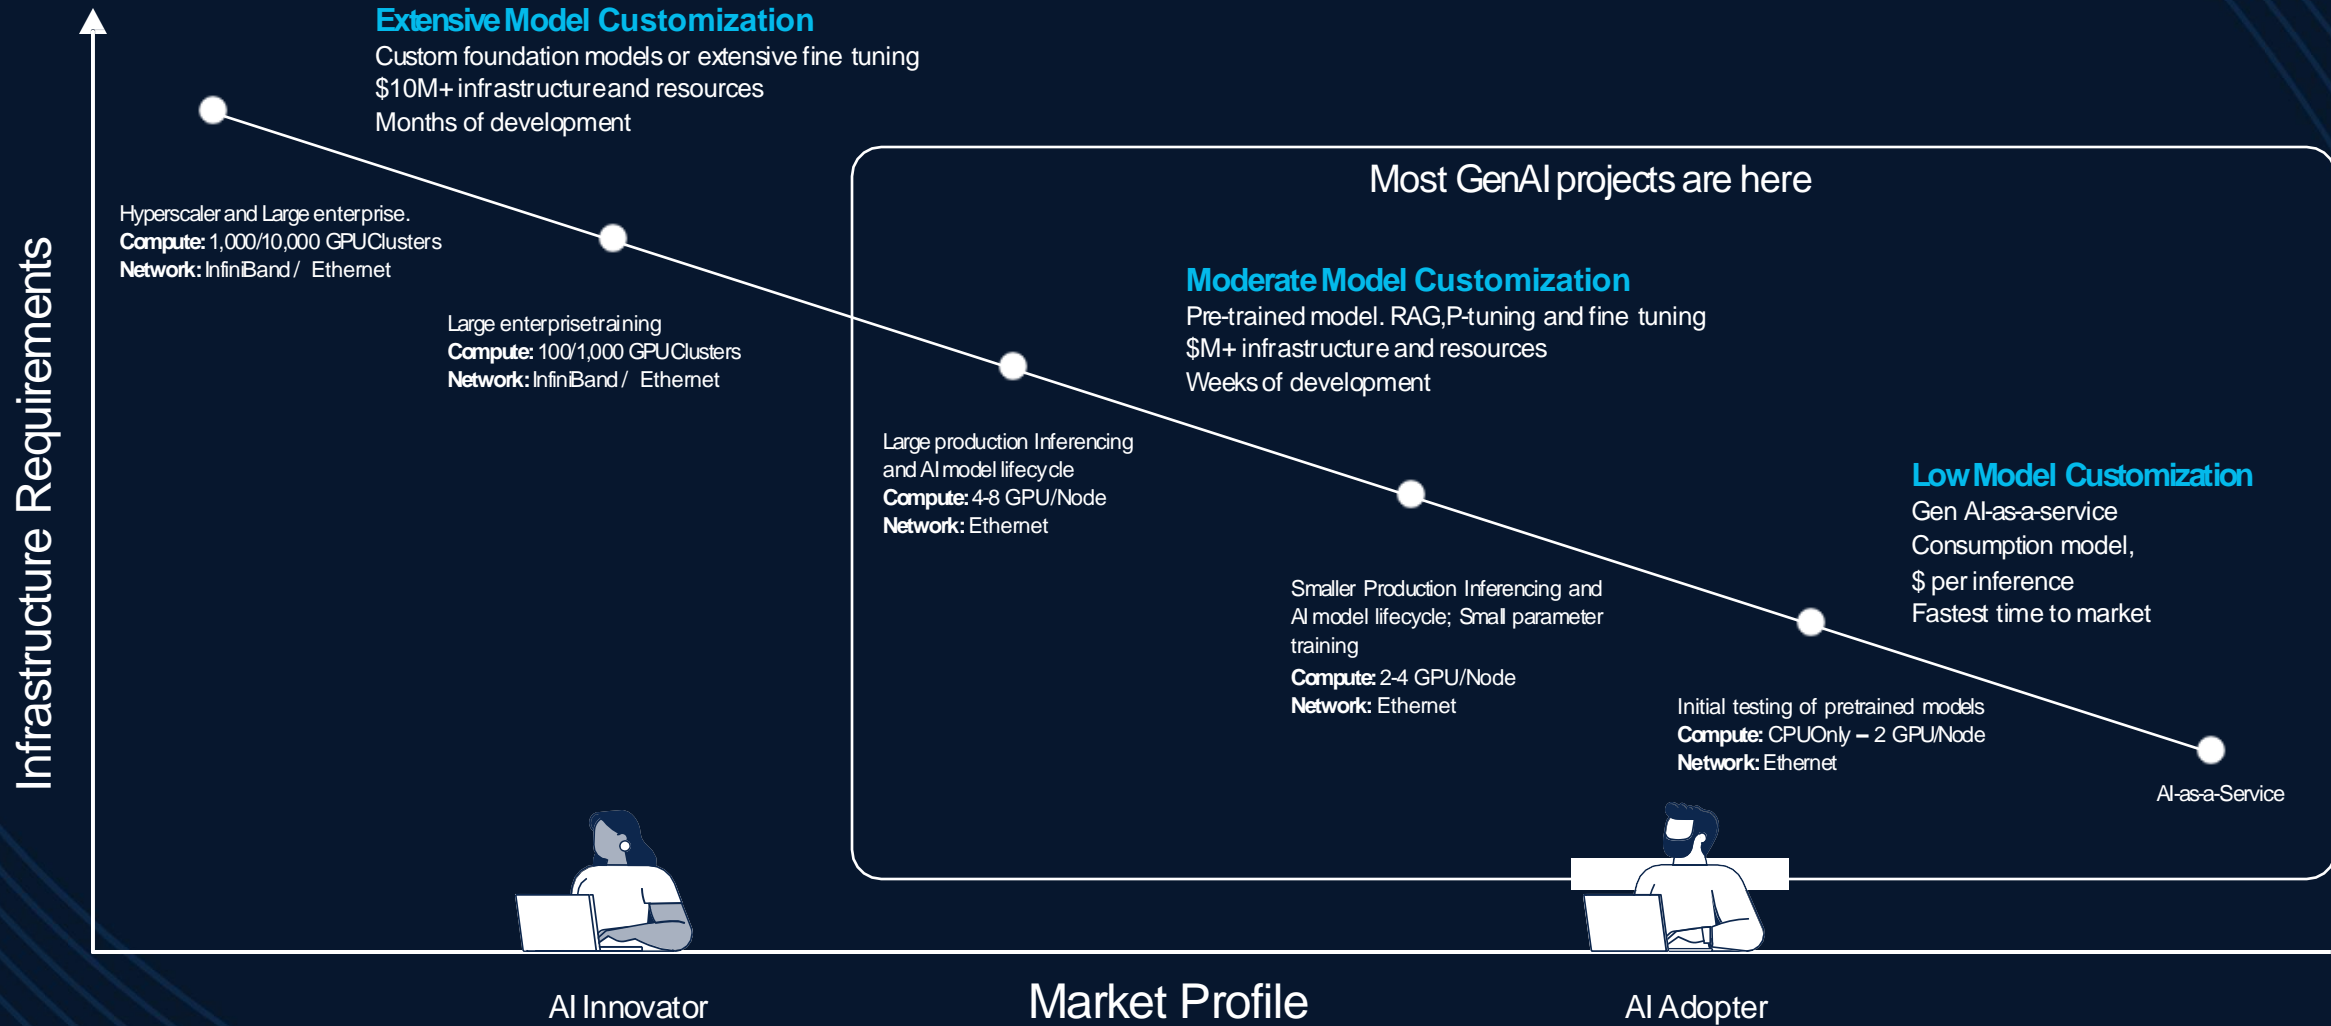 Extensive Model Customization
Custom foundation models or extensive fine tuning
$10M+ infrastructure and resources
Months of development
Most GenAI projects are here
Hyperscaler and Large enterprise.
Compute: 1,000/10,000 GPU Clusters
Network: InfiniBand / Ethernet
Large enterprise training
Compute: 100/1,000 GPU Clusters
Network: InfiniBand / Ethernet
Moderate Model Customization
Pre-trained model. RAG,P-tuning and fine tuning
$M+ infrastructure and resources
Weeks of development
Large production Inferencing
and AI model lifecycle
Compute: 4-8 GPU/Node
Network: Ethernet
Low Model Customization
Gen AI-as-a-service
Consumption model,
$ per inference
Fastest time to market
Smaller Production Inferencing and
AI model lifecycle; Small parameter
training
Compute: 2-4 GPU/Node
Network: Ethernet
Initial testing of pretrained models
Compute: CPU Only – 2 GPU/Node
Network: Ethernet
AI-as-a-Service
Infrastructure Requirements
AI Innovator
Market Profile
AI Adopter